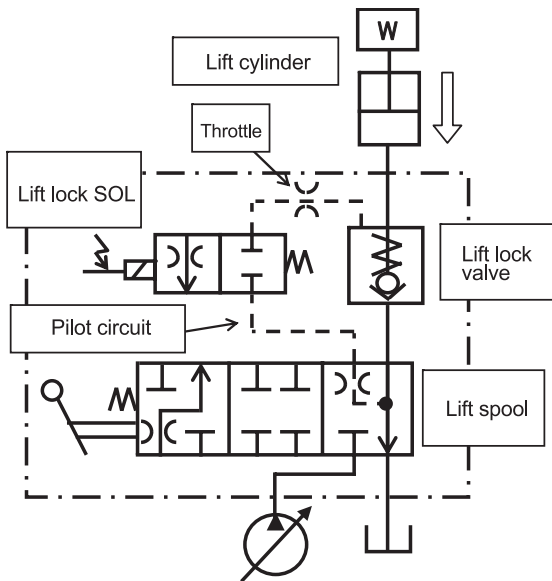 W
Lift cylinder
Throttle
Lift lock SOL
Lift lock
valve
Pilot circuit
Lift spool